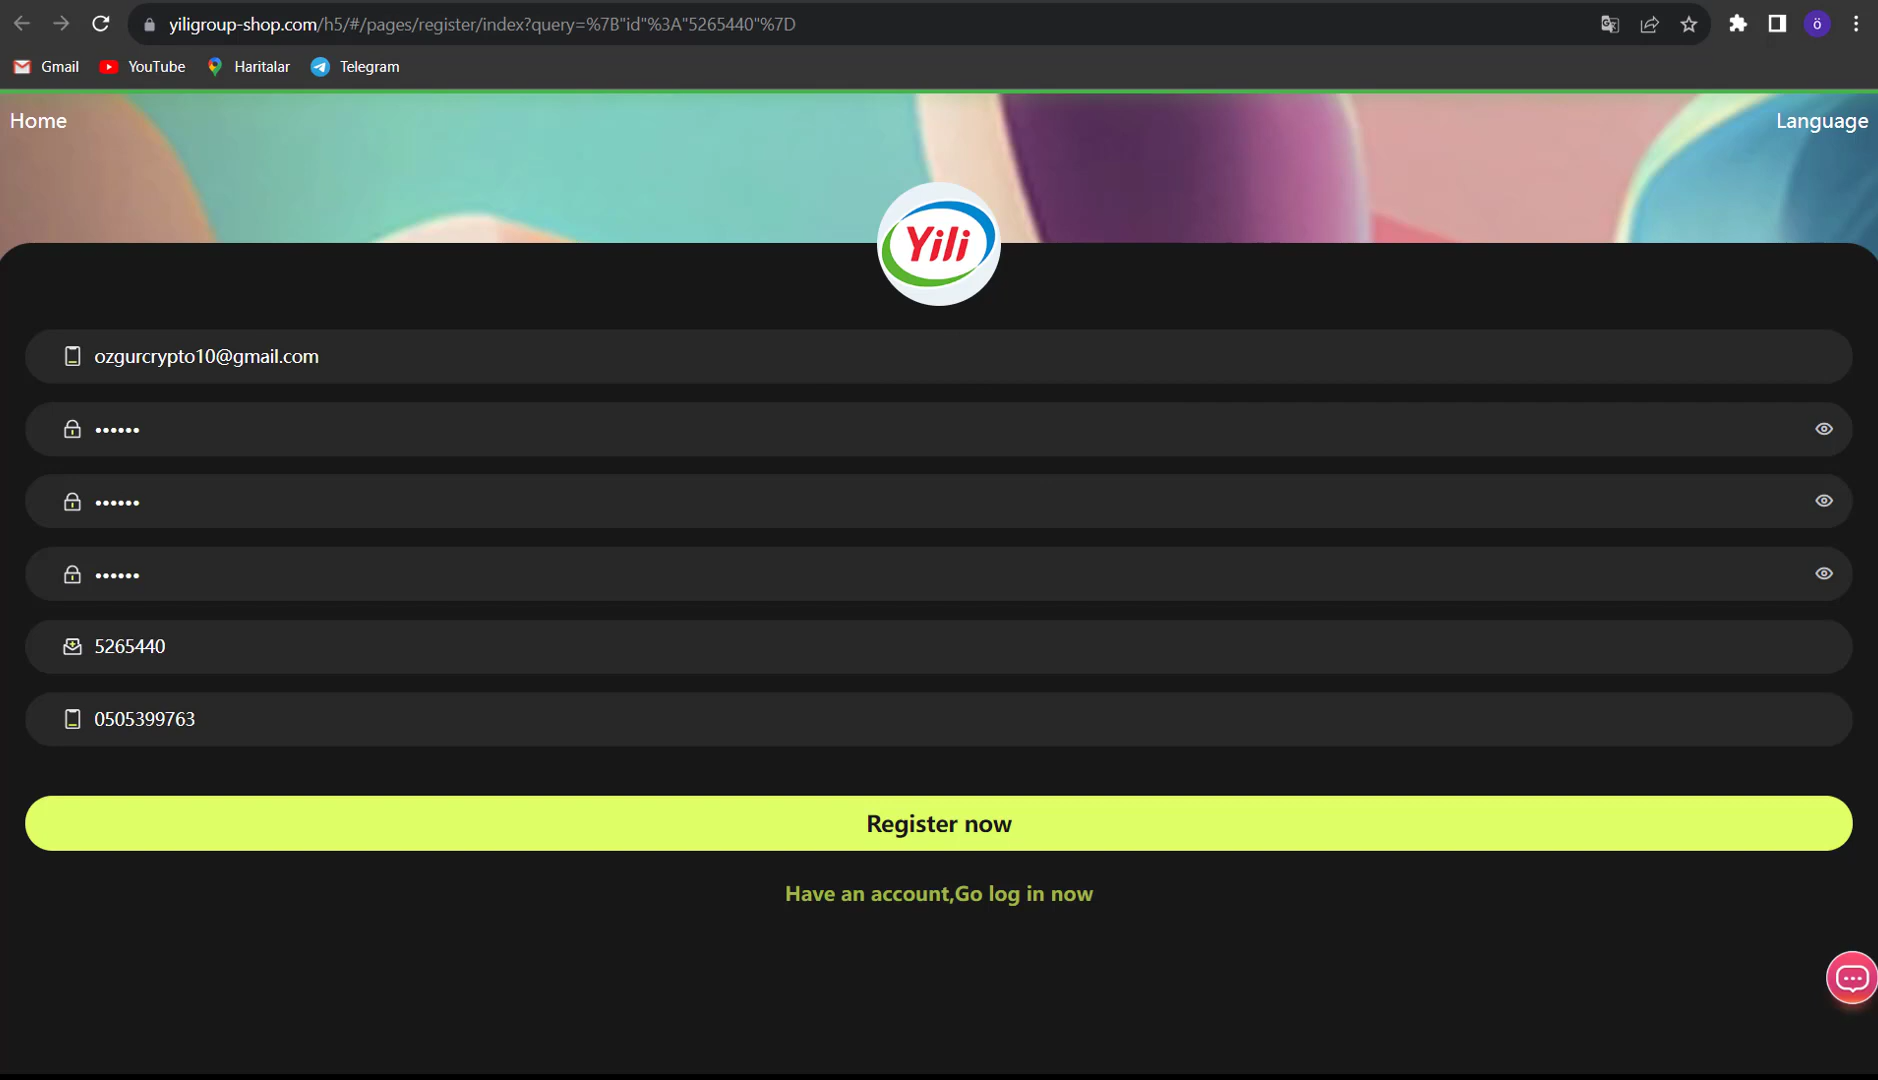 yiligroup-shop.com/h5/#/pages/register/index?query=%7B"id"%3A"5265440"%7D
ö
Gmail YouTube Haritalar Telegram
Home Language
Yili
ozgurcrypto10@gmail.com
••••••
••••••
••••••
5265440
0505399763
Register now
Have an account,Go log in now